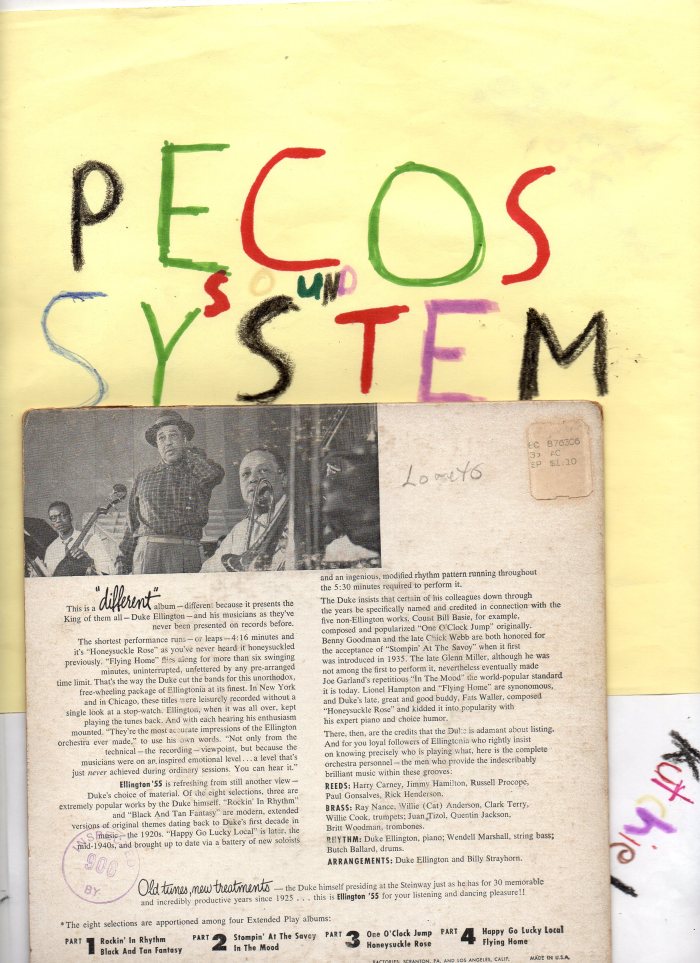 PECOS
SOUND
SYSTEM
EC 876306
SP $1.10
This is a "different" album — different because it presents the
King of them all — Duke Ellington — and his musicians as they've
never been presented on records before.
The shortest performance runs — or leaps — 4:16 minutes and
it's "Honeysuckle Rose" as you've never heard it honeysuckled
previously. "Flying Home" flies along for more than six swinging
minutes, uninterrupted, unfettered by any pre-arranged
time limit. That's the way Duke cut the bands for this unorthodox,
free-wheeling package of Ellingtonia at its finest. In New York
and in Chicago, these titles were leisurely recorded without a
single look at a stop-watch. Ellington, when it was all over, kept
playing the tunes back. And with each hearing his enthusiasm
mounted. "They're the most accurate impressions of the Ellington
orchestra ever made," to use his own words. "Not only from the
technical — the recording — viewpoint, but because the
musicians were on an inspired emotional level . . . a level that's
just never achieved during ordinary sessions. You can hear it."
Ellington '55 is refreshing from still another view —
Duke's choice of material. Of the eight selections, three are
extremely popular works by the Duke himself. "Rockin' In Rhythm"
and "Black And Tan Fantasy" are modern, extended
versions of original themes dating back to Duke's first decade in
music — the 1920s. "Happy Go Lucky Local" is later, the
mid-1940s, and brought up to date via a battery of new soloists
and an ingenious, modified rhythm pattern running throughout
the 5:30 minutes required to perform it.
The Duke insists that certain of his colleagues down through
the years be specifically named and credited in connection with the
five non-Ellington works. Count Bill Basie, for example,
composed and popularized "One O'Clock Jump" originally.
Benny Goodman and the late Chick Webb are both honored for
the acceptance of "Stompin' At The Savoy" when it first
was introduced in 1935. The late Glenn Miller, although he was
not among the first to perform it, nevertheless eventually made
Joe Garland's repetitious "In The Mood" the world-popular standard
it is today. Lionel Hampton and "Flying Home" are synonomous,
and Duke's late, great and good buddy, Fats Waller, composed
"Honeysuckle Rose" and kidded it into popularity with
his expert piano and choice humor.
There, then, are the credits that the Duke is adamant about listing.
And for you loyal followers of Ellingtonia who rightly insist
on knowing precisely who is playing what, here is the complete
orchestra personnel — the men who provide the indescribably
brilliant music within these grooves:
REEDS: Harry Carney, Jimmy Hamilton, Russell Procope,
Paul Gonsalves, Rick Henderson.
BRASS: Ray Nance, Willie (Cat) Anderson, Clark Terry,
Willie Cook, trumpets; Juan Tizol, Quentin Jackson,
Britt Woodman, trombones.
RHYTHM: Duke Ellington, piano; Wendell Marshall, string bass;
Butch Ballard, drums.
ARRANGEMENTS: Duke Ellington and Billy Strayhorn.
906
BY
Old tunes, new treatments — the Duke himself presiding at the Steinway just as he has for 30 memorable
and incredibly productive years since 1925 . . . this is Ellington '55 for your listening and dancing pleasure!!
*The eight selections are apportioned among four Extended Play albums:
PART 1 Rockin' In Rhythm
Black And Tan Fantasy
PART 2 Stompin' At The Savoy
In The Mood
PART 3 One O'Clock Jump
Honeysuckle Rose
PART 4 Happy Go Lucky Local
Flying Home
FACTORIES: SCRANTON, PA. AND LOS ANGELES, CALIF. MADE IN U.S.A.